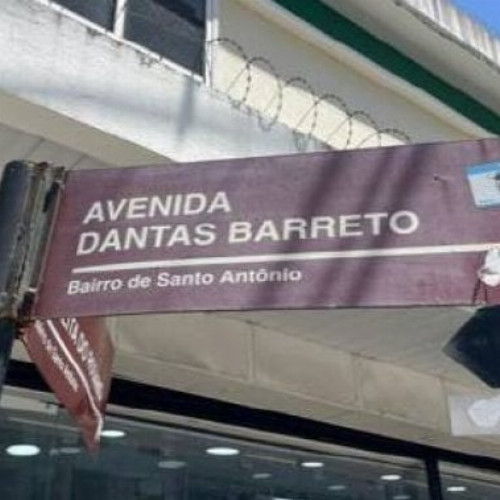 AVENIDA
DANTAS BARRETO
Bairro de Santo Antônio